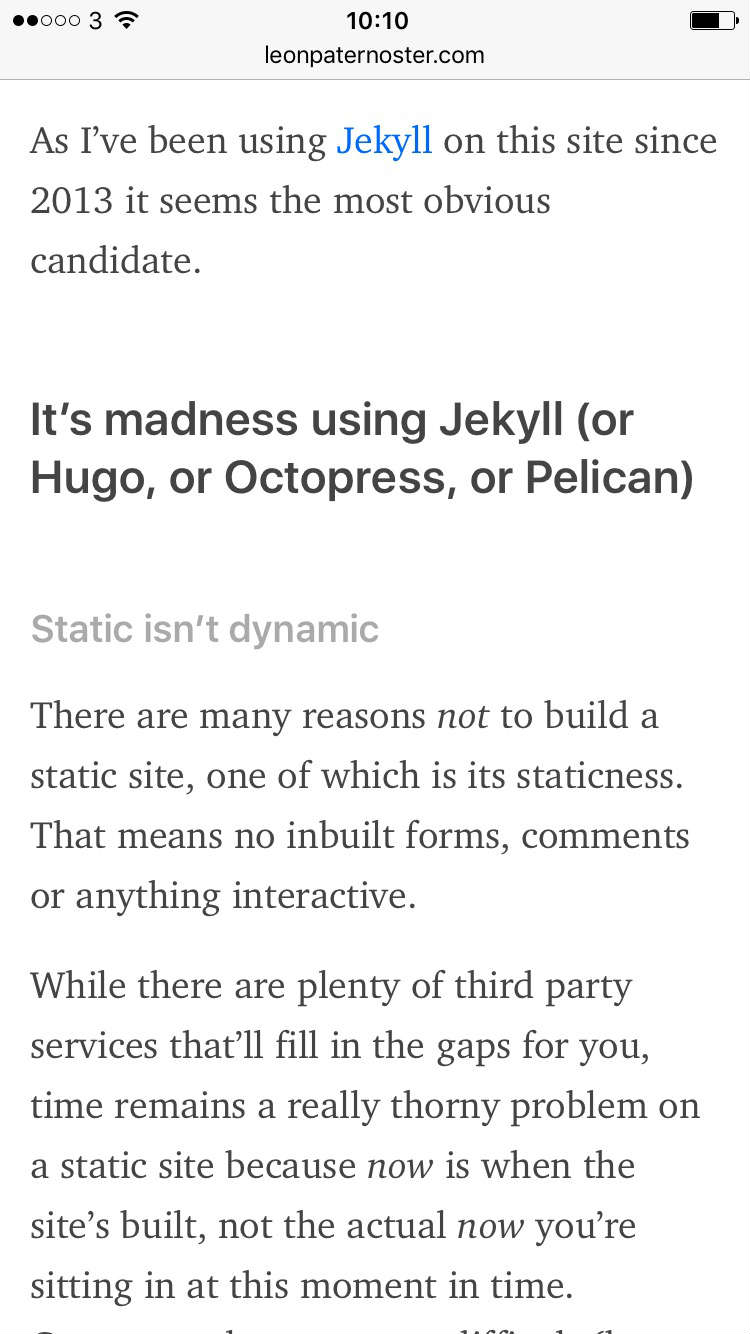 3 10:10
leonpaternoster.com
As I’ve been using Jekyll on this site since
2013 it seems the most obvious
candidate.
It’s madness using Jekyll (or
Hugo, or Octopress, or Pelican)
Static isn’t dynamic
There are many reasons not to build a
static site, one of which is its staticness.
That means no inbuilt forms, comments
or anything interactive.
While there are plenty of third party
services that’ll fill in the gaps for you,
time remains a really thorny problem on
a static site because now is when the
site’s built, not the actual now you’re
sitting in at this moment in time.